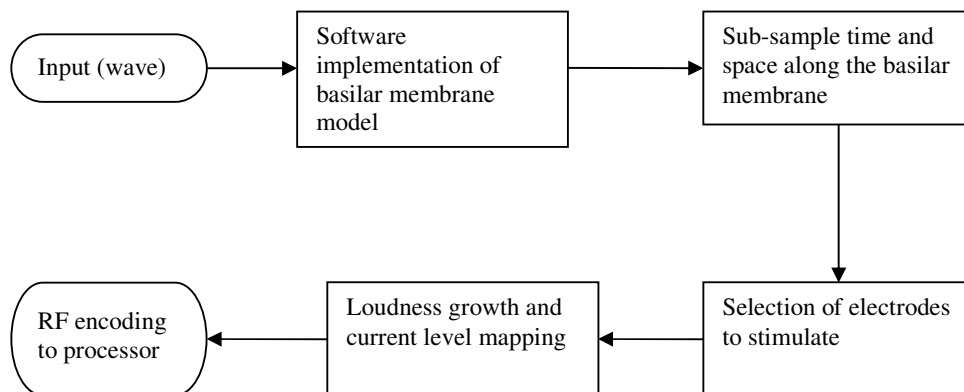 Input (wave)
Software
implementation of
basilar membrane
model
Sub-sample time and
space along the basilar
membrane
Selection of electrodes
to stimulate
Loudness growth and
current level mapping
RF encoding
to processor